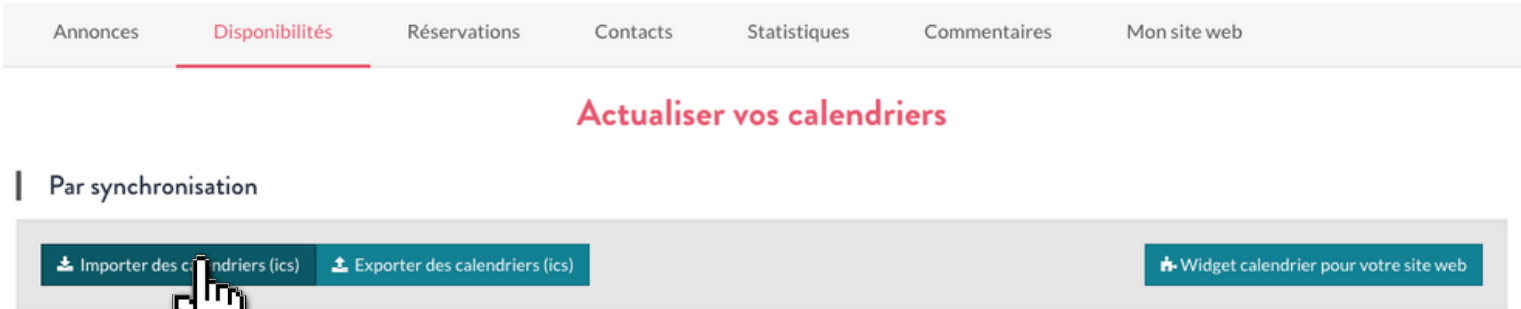 Annonces Disponibilités Réservations Contacts Statistiques Commentaires Mon site web
Actualiser vos calendriers
Par synchronisation
Importer des calendriers (ics) Exporter des calendriers (ics) Widget calendrier pour votre site web